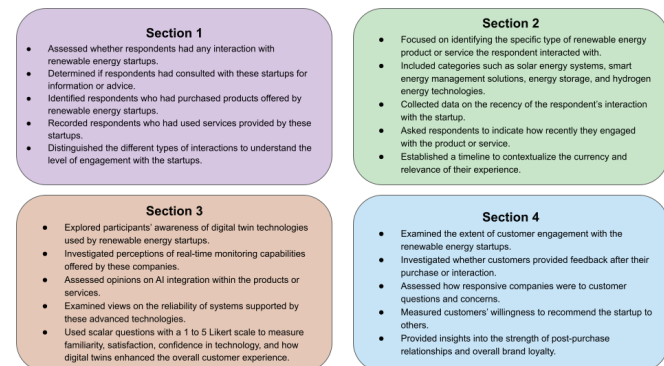 Section 1
● Assessed whether respondents had any interaction with
renewable energy startups.
● Determined if respondents had consulted with these startups for
information or advice.
● Identified respondents who had purchased products offered by
renewable energy startups.
● Recorded respondents who had used services provided by these
startups.
● Distinguished the different types of interactions to understand the
level of engagement with the startups.
Section 2
● Focused on identifying the specific type of renewable energy
product or service the respondent interacted with.
● Included categories such as solar energy systems, smart
energy management solutions, energy storage, and hydrogen
energy technologies.
● Collected data on the recency of the respondent's interaction
with the startup.
● Asked respondents to indicate how recently they engaged
with the product or service.
● Established a timeline to contextualize the currency and
relevance of their experience.
Section 3
● Explored participants' awareness of digital twin technologies
used by renewable energy startups.
● Investigated perceptions of real-time monitoring capabilities
offered by these companies.
● Assessed opinions on AI integration within the products or
services.
● Examined views on the reliability of systems supported by
these advanced technologies.
● Used scalar questions with a 1 to 5 Likert scale to measure
familiarity, satisfaction, confidence in technology, and how
digital twins enhanced the overall customer experience.
Section 4
● Examined the extent of customer engagement with the
renewable energy startups.
● Investigated whether customers provided feedback after their
purchase or interaction.
● Assessed how responsive companies were to customer
questions and concerns.
● Measured customers' willingness to recommend the startup to
others.
● Provided insights into the strength of post-purchase
relationships and overall brand loyalty.